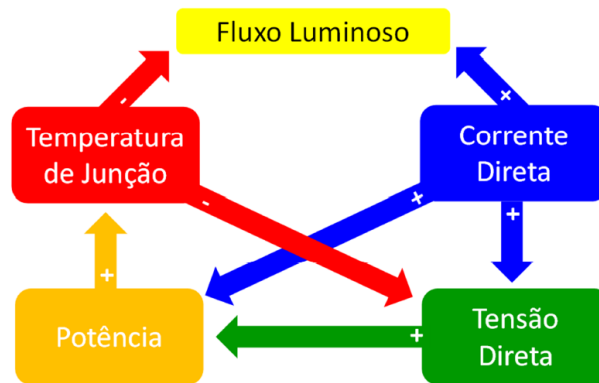 Fluxo Luminoso
-
+
Temperatura
de Junção
Corrente
Direta
-
+
+
+
Potência
+
Tensão
Direta